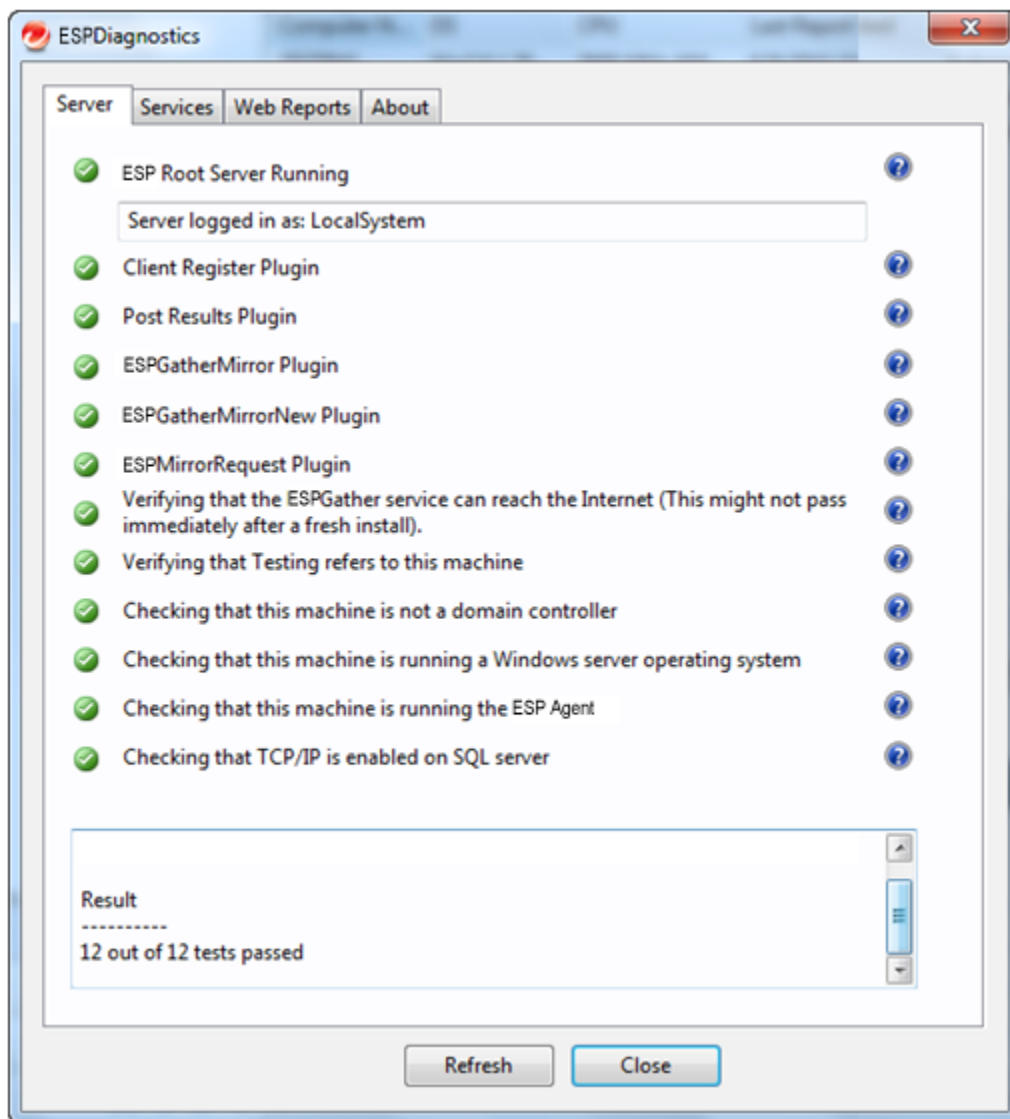 ESPDiagnostics
Server Services Web Reports About
ESP Root Server Running
Server logged in as: LocalSystem
Client Register Plugin
Post Results Plugin
ESPGatherMirror Plugin
ESPGatherMirrorNew Plugin
ESPMirrorRequest Plugin
Verifying that the ESPGather service can reach the Internet (This might not pass
immediately after a fresh install).
Verifying that Testing refers to this machine
Checking that this machine is not a domain controller
Checking that this machine is running a Windows server operating system
Checking that this machine is running the ESP Agent
Checking that TCP/IP is enabled on SQL server
Result
----------
12 out of 12 tests passed
Refresh Close